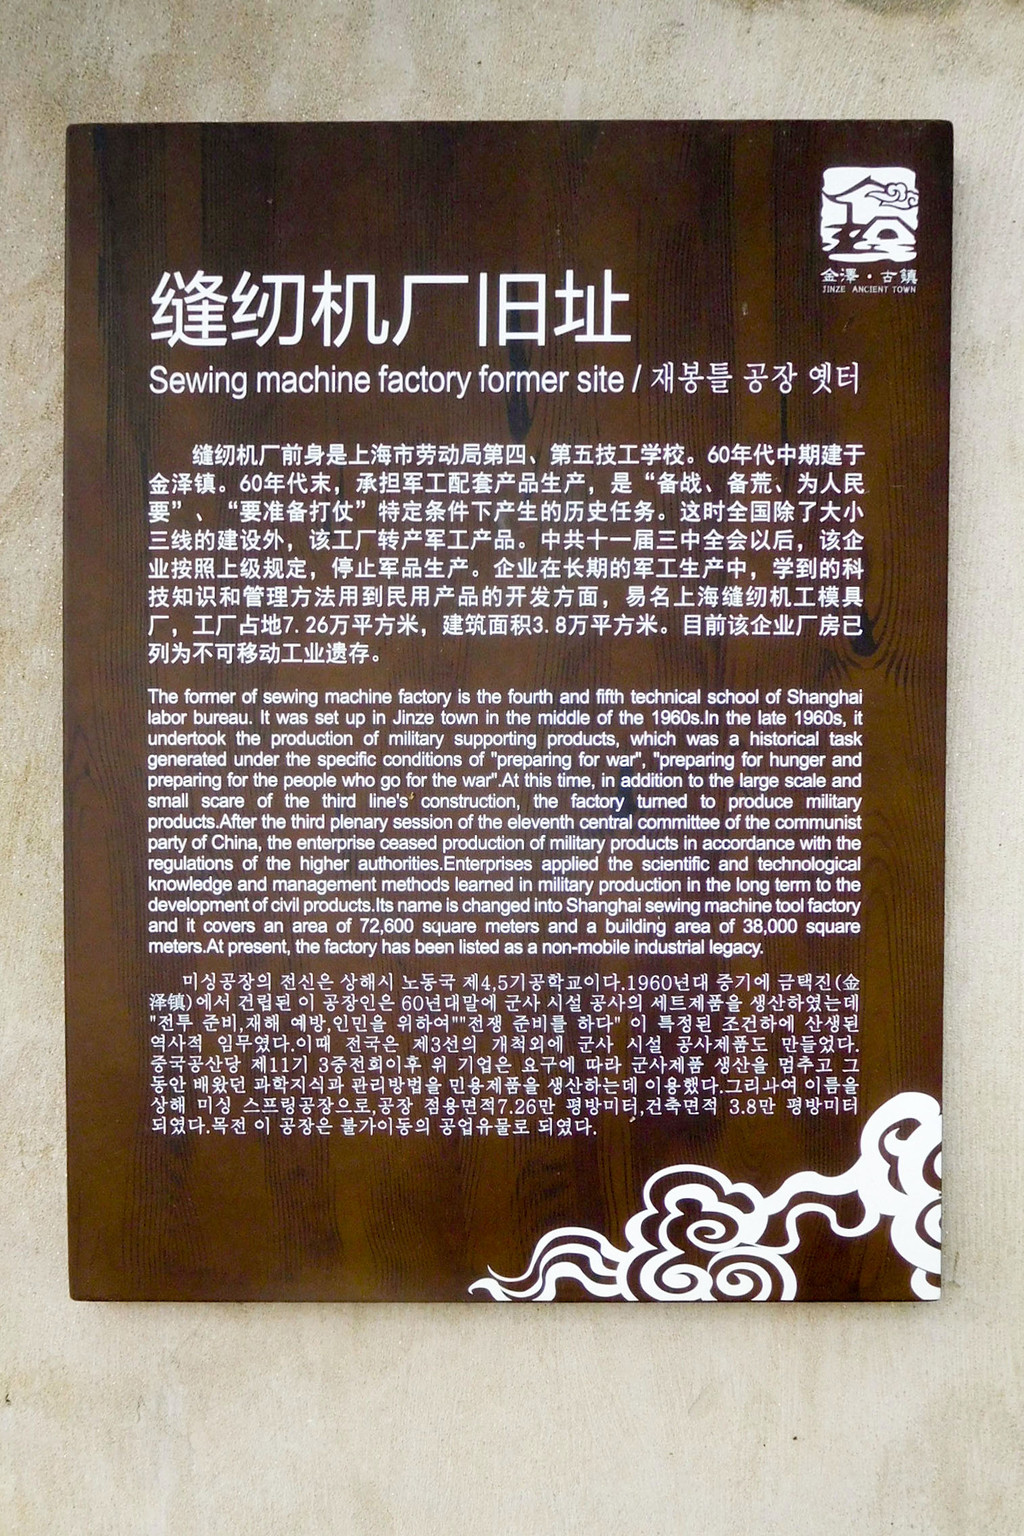 金澤·古鎮
JINZE ANCIENT TOWN
缝纫机厂旧址
Sewing machine factory former site / 재봉틀 공장 옛터
缝纫机厂前身是上海市劳动局第四、第五技工学校。60年代中期建于
金泽镇。60年代末，承担军工配套产品生产，是“备战、备荒、为人民
要”、“要准备打仗”特定条件下产生的历史任务。这时全国除了大小
三线的建设外，该工厂转产军工产品。中共十一届三中全会以后，该企
业按照上级规定，停止军品生产。企业在长期的军工生产中，学到的科
技知识和管理方法用到民用产品的开发方面，易名上海缝纫机工模具
厂，工厂占地7.26万平方米，建筑面积3.8万平方米。目前该企业厂房已
列为不可移动工业遗存。
The former of sewing machine factory is the fourth and fifth technical school of Shanghai
labor bureau. It was set up in Jinze town in the middle of the 1960s.In the late 1960s, it
undertook the production of military supporting products, which was a historical task
generated under the specific conditions of "preparing for war", "preparing for hunger and
preparing for the people who go for the war".At this time, in addition to the large scale and
small scare of the third line's construction, the factory turned to produce military
products.After the third plenary session of the eleventh central committee of the communist
party of China, the enterprise ceased production of military products in accordance with the
regulations of the higher authorities.Enterprises applied the scientific and technological
knowledge and management methods learned in military production in the long term to the
development of civil products.Its name is changed into Shanghai sewing machine tool factory
and it covers an area of 72,600 square meters and a building area of 38,000 square
meters.At present, the factory has been listed as a non-mobile industrial legacy.
미싱공장의 전신은 상해시 노동국 제4,5기공학교이다.1960년대 중기에 금택진(金
泽镇)에서 건립된 이 공장인은 60년대말에 군사 시설 공사의 세트제품을 생산하였는데
"전투 준비,재해 예방,인민을 위하여""전쟁 준비를 하다" 이 특정된 조건하에 산생된
역사적 임무였다.이때 전국은 제3선의 개척외에 군사 시설 공사제품도 만들었다.
중국공산당 제11기 3중전회이후 위 기업은 요구에 따라 군사제품 생산을 멈추고 그
동안 배왔던 과학지식과 관리방법을 민용제품을 생산하는데 이용했다.그리나여 이름을
상해 미싱 스프링공장으로,공장 점용면적7.26만 평방미터,건축면적 3.8만 평방미터
되였다.목전 이 공장은 불가이동의 공업유물로 되였다.